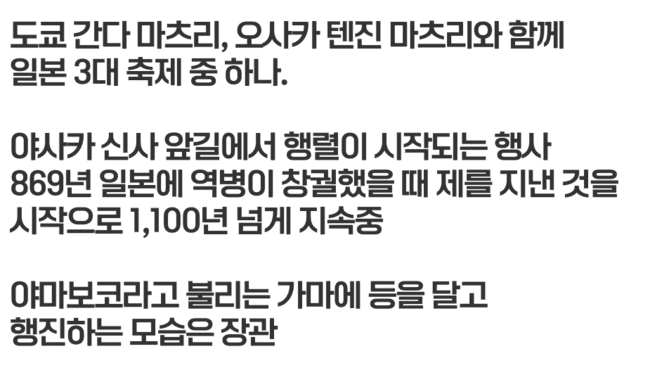 도쿄 간다 마츠리, 오사카 텐진 마츠리와 함께
일본 3대 축제 중 하나.
야사카 신사 앞길에서 행렬이 시작되는 행사
869년 일본에 역병이 창궐했을 때 제를 지낸 것을
시작으로 1,100년 넘게 지속중
야마보코라고 불리는 가마에 등을 달고
행진하는 모습은 장관